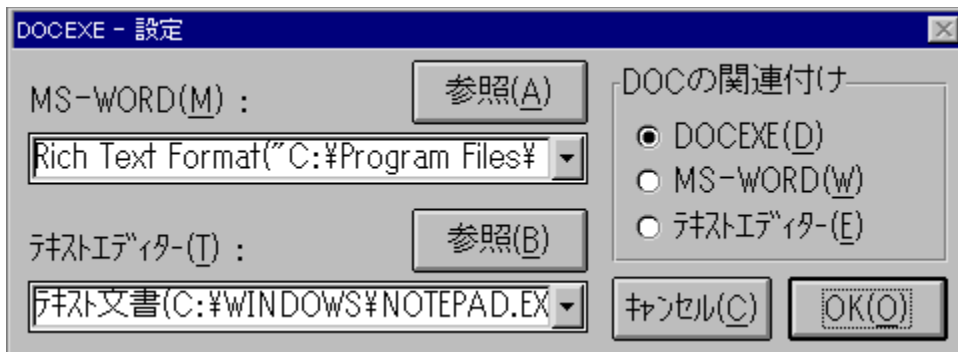 DOCEXE - 設定
MS-WORD(M) :
参照(A)
Rich Text Format("C:¥Program Files¥
ﾃｷｽﾄｴﾃﾞｨﾀｰ(T) :
参照(B)
ﾃｷｽﾄ文書(C:¥WINDOWS¥NOTEPAD.EX
DOCの関連付け
DOCEXE(D)
MS-WORD(W)
ﾃｷｽﾄｴﾃﾞｨﾀｰ(E)
ｷｬﾝｾﾙ(C)
OK(O)